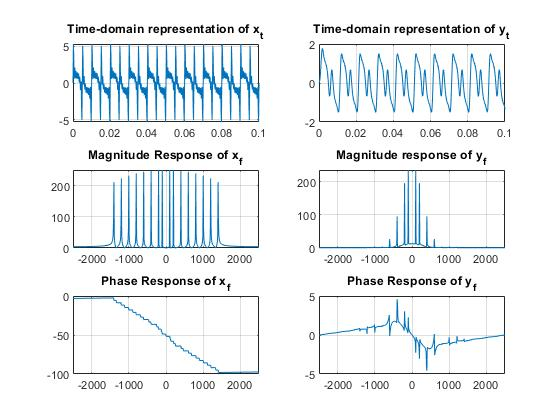 Time-domain representation of x_t
Time-domain representation of y_t
5
0
-5
0 0.02 0.04 0.06 0.08 0.1
2
0
-2
0 0.02 0.04 0.06 0.08 0.1
Magnitude Response of x_f
Magnitude response of y_f
200
100
0
-2000 -1000 0 1000 2000
200
100
0
-2000 -1000 0 1000 2000
Phase Response of x_f
Phase Response of y_f
0
-50
-100
-2000 -1000 0 1000 2000
5
0
-5
-2000 -1000 0 1000 2000